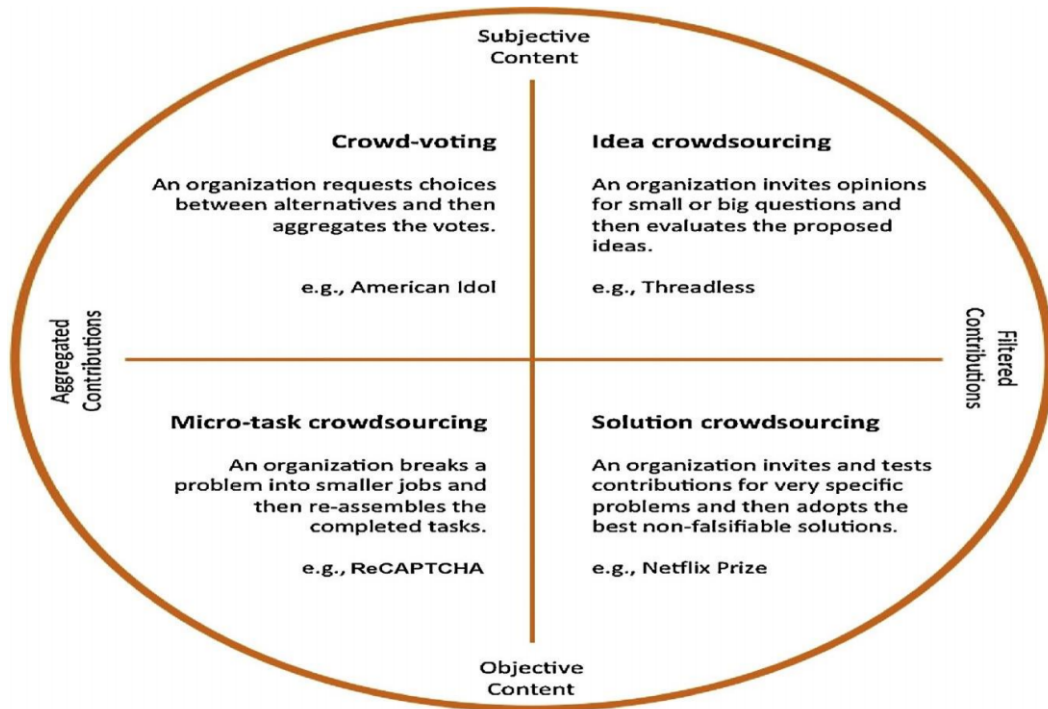 Subjective
Content
Crowd-voting
An organization requests choices
between alternatives and then
aggregates the votes.
e.g., American Idol
Idea crowdsourcing
An organization invites opinions
for small or big questions and
then evaluates the proposed
ideas.
e.g., Threadless
Aggregated
Contributions
Filtered
Contributions
Micro-task crowdsourcing
An organization breaks a
problem into smaller jobs and
then re-assembles the
completed tasks.
e.g., ReCAPTCHA
Solution crowdsourcing
An organization invites and tests
contributions for very specific
problems and then adopts the
best non-falsifiable solutions.
e.g., Netflix Prize
Objective
Content